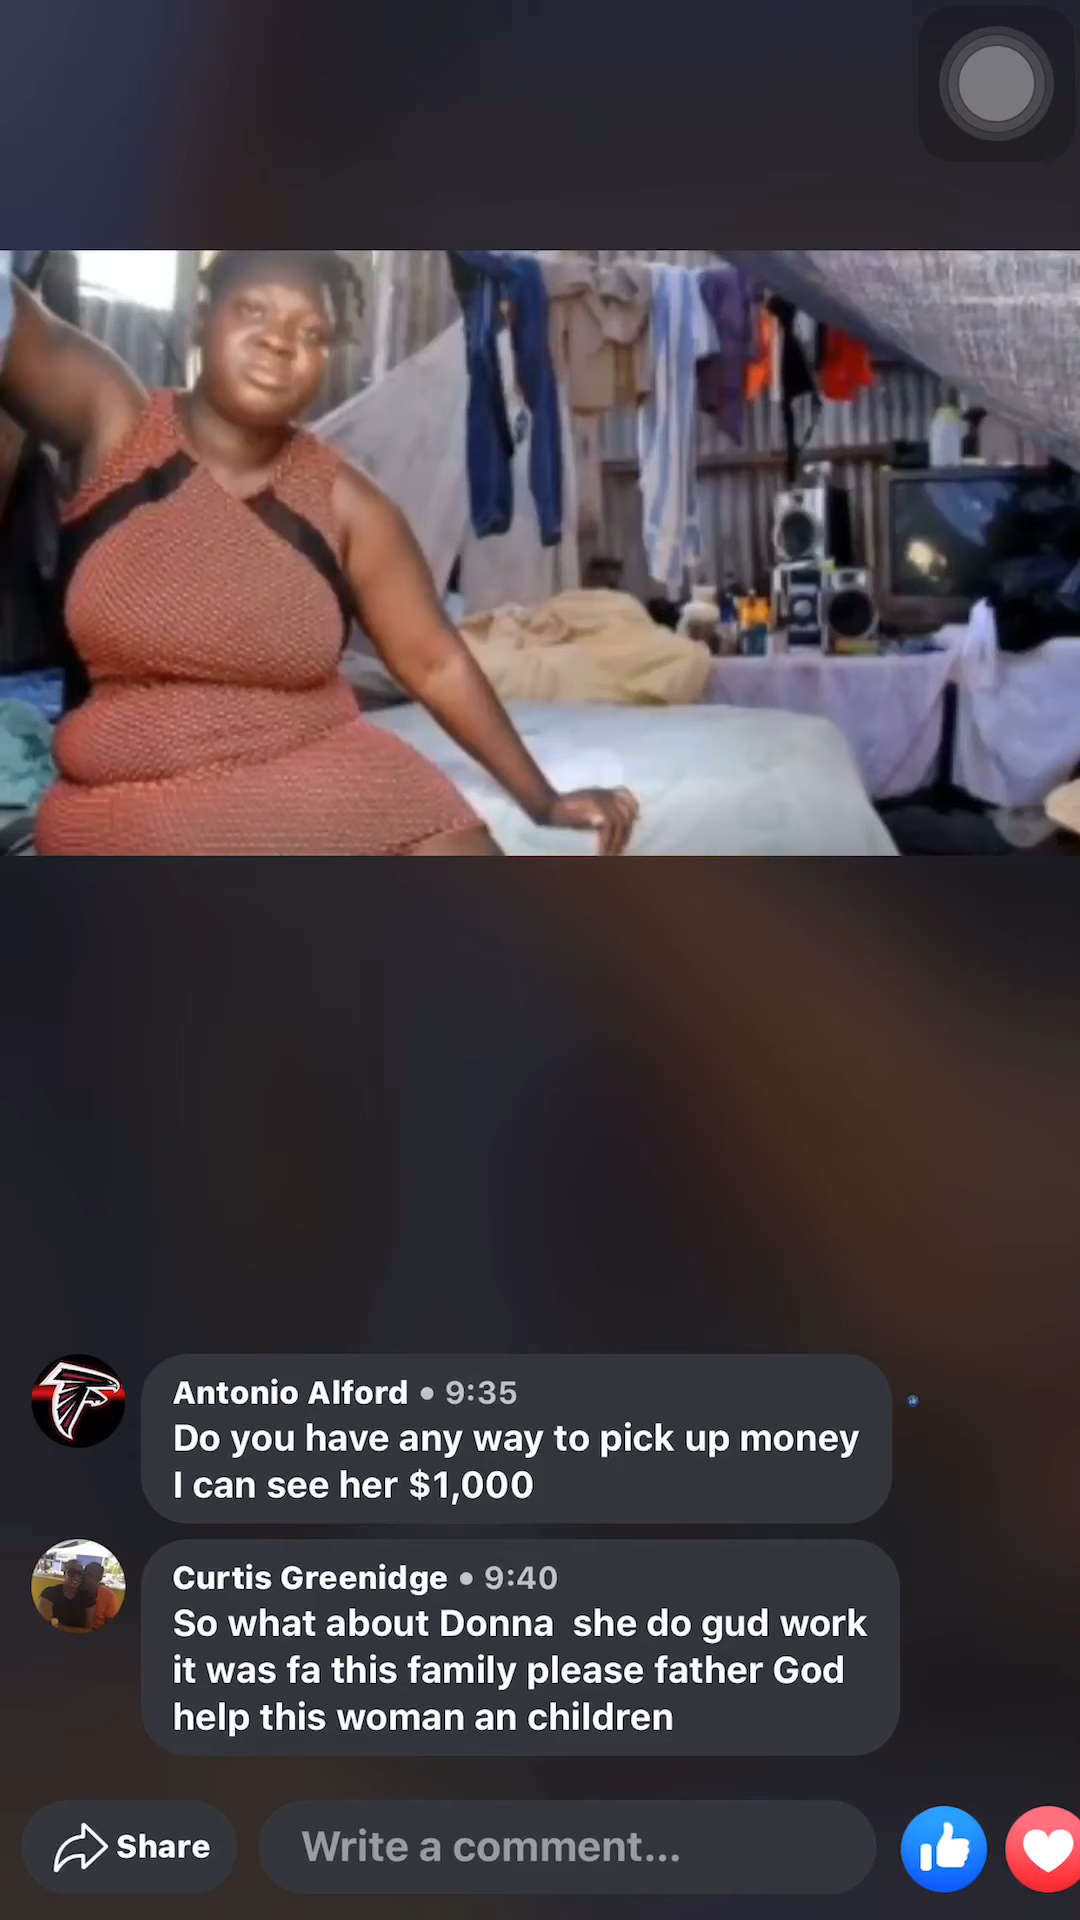 Antonio Alford • 9:35
Do you have any way to pick up money
I can see her $1,000
Curtis Greenidge • 9:40
So what about Donna  she do gud work
it was fa this family please father God
help this woman an children
Share
Write a comment...